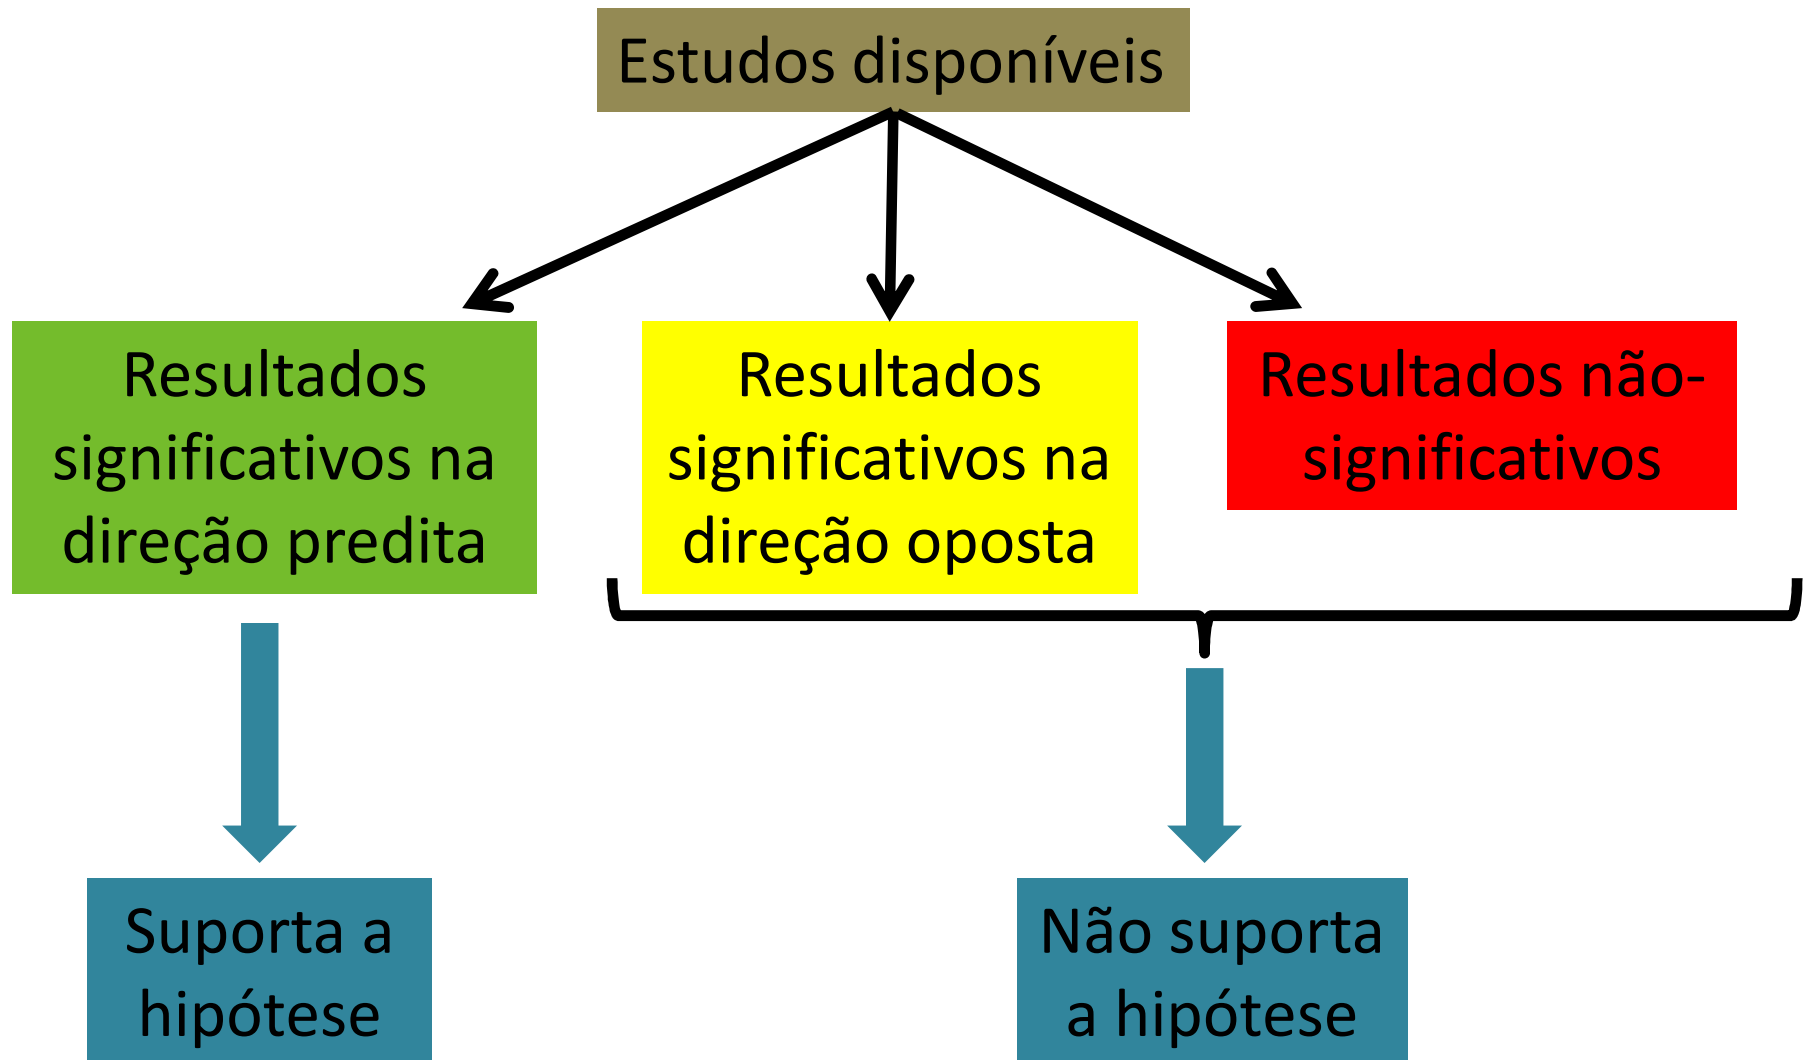 Estudos disponíveis
Resultados
significativos na
direção predita
Resultados
significativos na
direção oposta
Resultados não-
significativos
Suporta a
hipótese
Não suporta
a hipótese